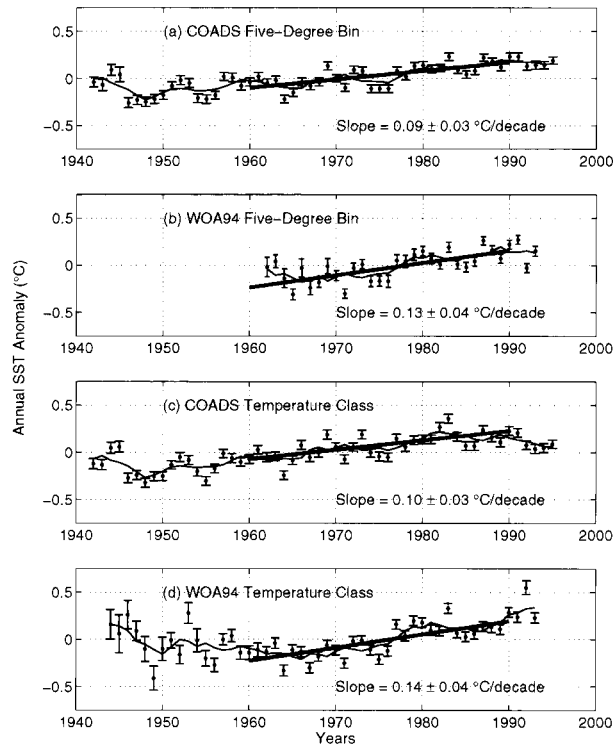 (a) COADS Five-Degree Bin
0.5
0
-0.5
Slope = 0.09 ± 0.03 °C/decade
1940 1950 1960 1970 1980 1990 2000
(b) WOA94 Five-Degree Bin
0.5
0
-0.5
Slope = 0.13 ± 0.04 °C/decade
1940 1950 1960 1970 1980 1990 2000
Annual SST Anomaly (°C)
(c) COADS Temperature Class
0.5
0
-0.5
Slope = 0.10 ± 0.03 °C/decade
1940 1950 1960 1970 1980 1990 2000
(d) WOA94 Temperature Class
0.5
0
-0.5
Slope = 0.14 ± 0.04 °C/decade
1940 1950 1960 1970 1980 1990 2000
Years